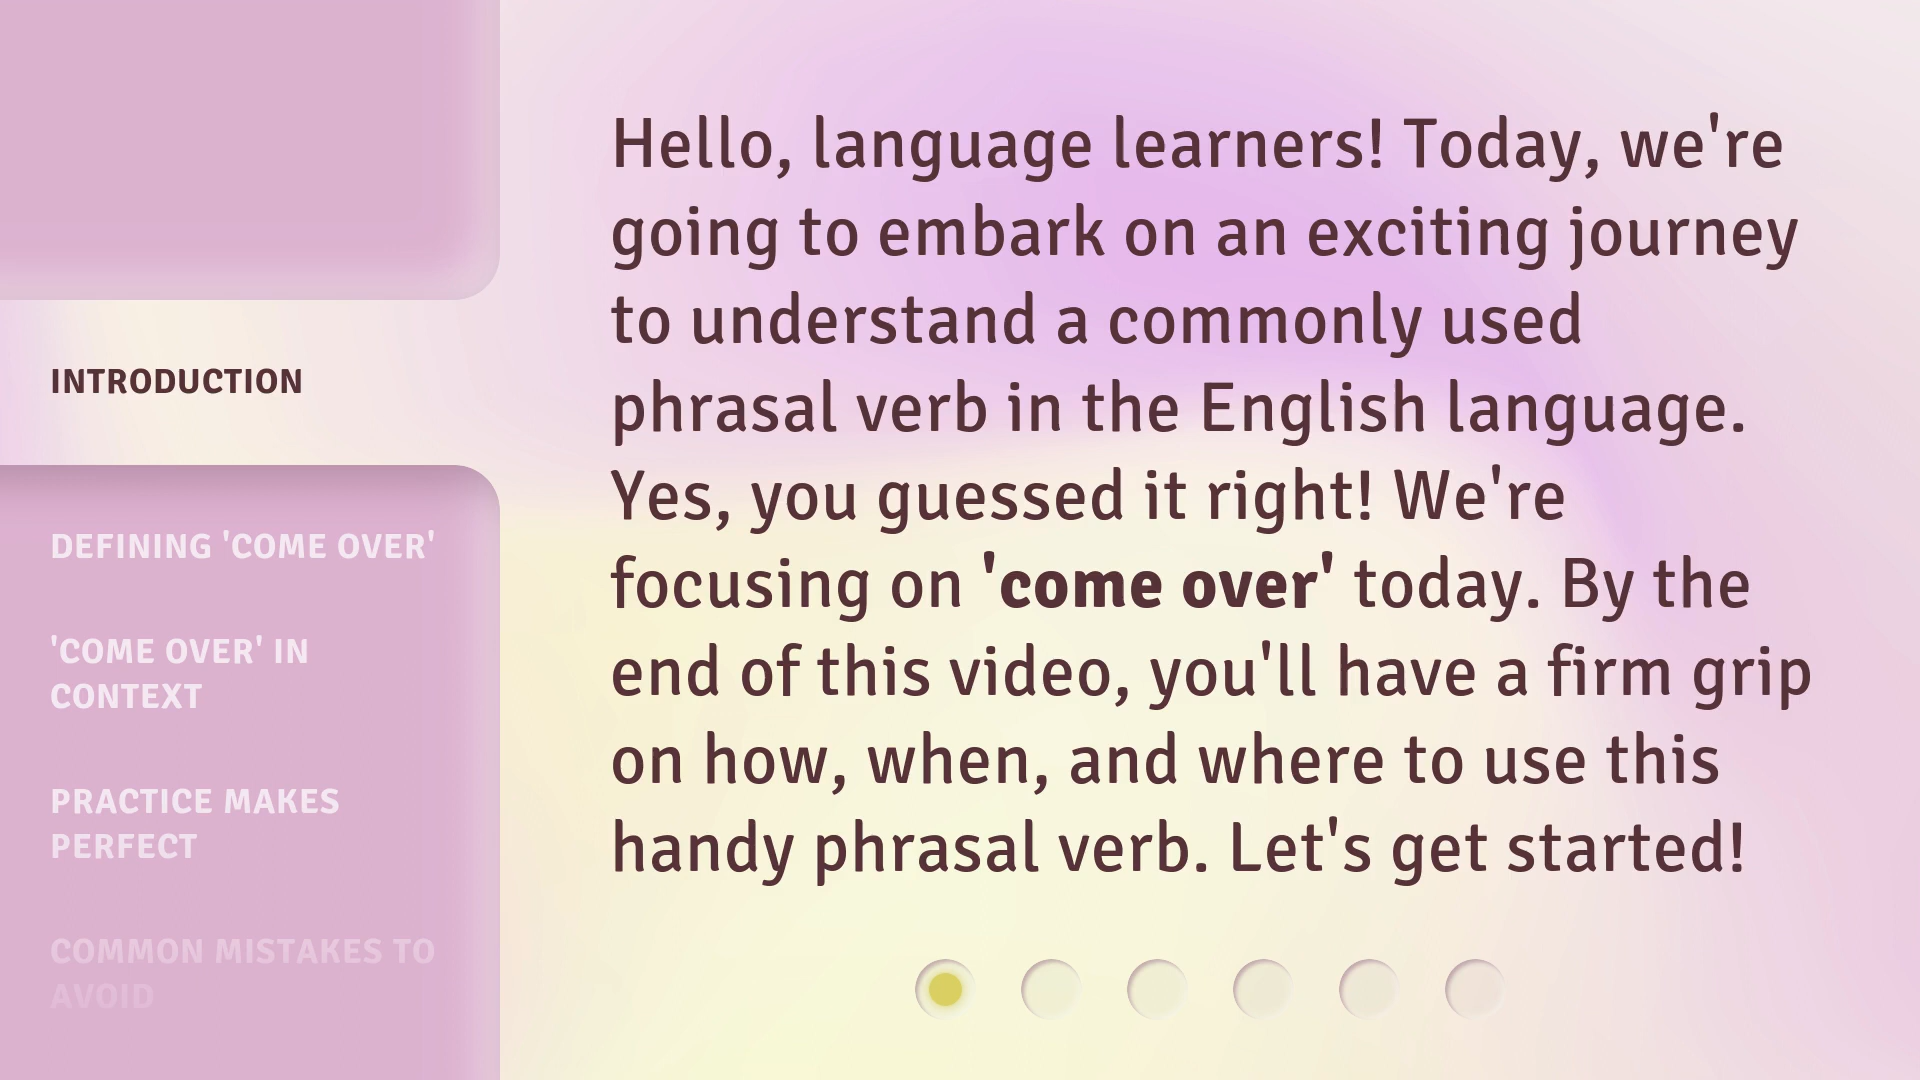 INTRODUCTION
DEFINING 'COME OVER'
'COME OVER' IN
CONTEXT
PRACTICE MAKES
PERFECT
COMMON MISTAKES TO
AVOID
Hello, language learners! Today, we're
going to embark on an exciting journey
to understand a commonly used
phrasal verb in the English language.
Yes, you guessed it right! We're
focusing on 'come over' today. By the
end of this video, you'll have a firm grip
on how, when, and where to use this
handy phrasal verb. Let's get started!